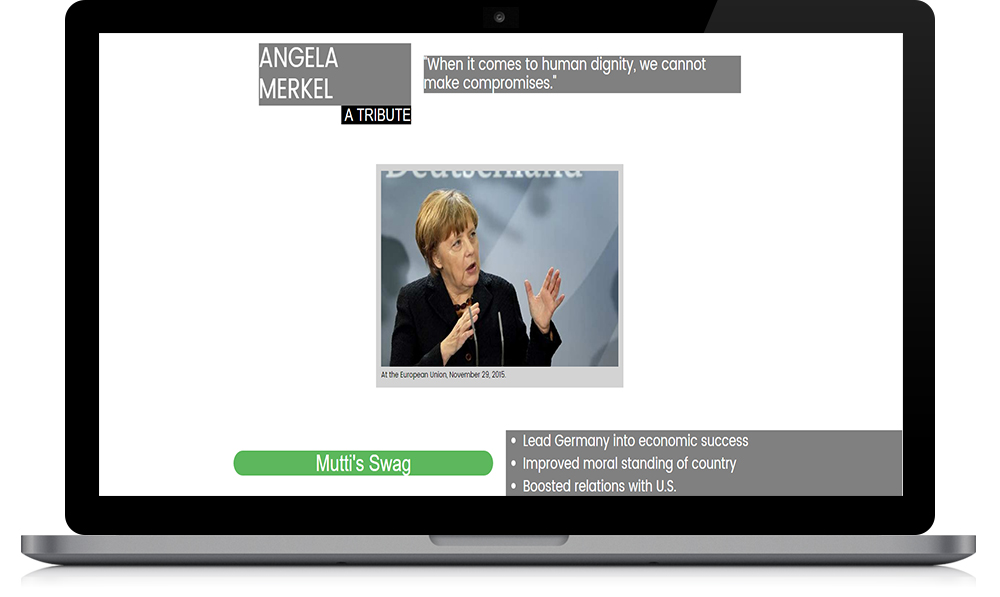 ANGELA
MERKEL
A TRIBUTE
"When it comes to human dignity, we cannot
make compromises."
Deutschland
At the European Union, November 29, 2015.
Mutti's Swag
• Lead Germany into economic success
• Improved moral standing of country
• Boosted relations with U.S.